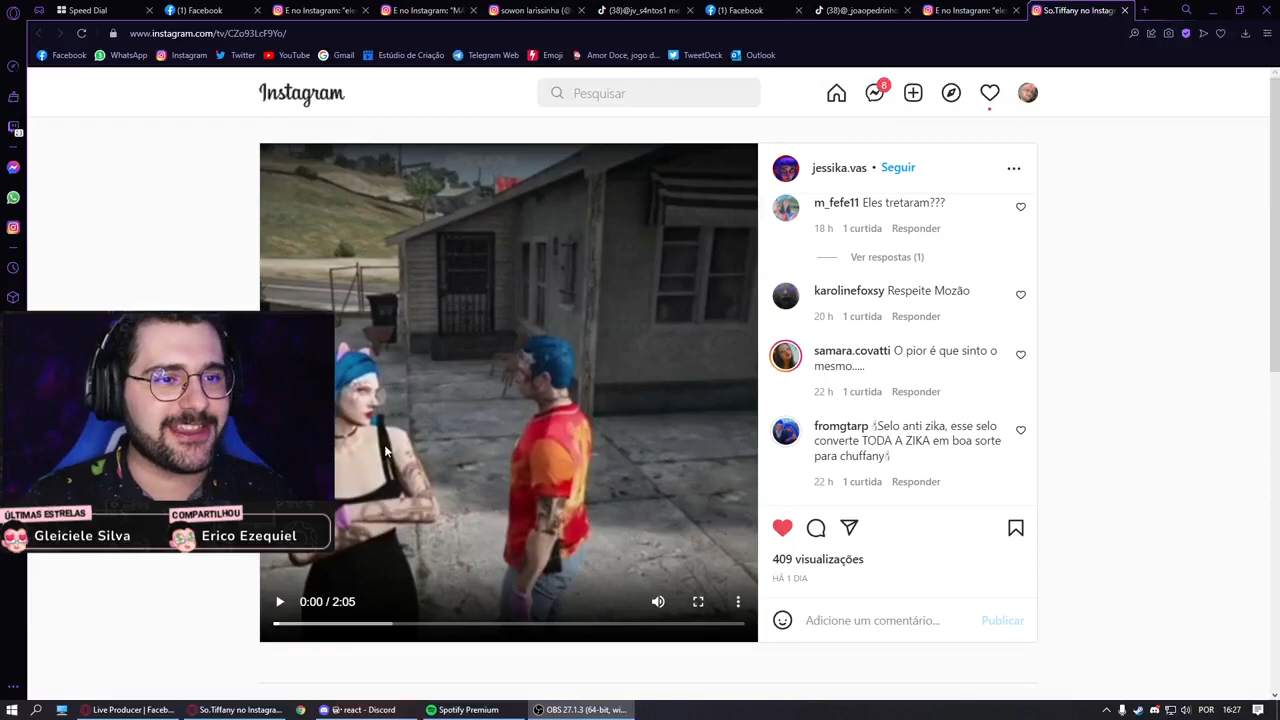 Speed dial
(1) Facebook
no Instagram: "ele
no Instagram: "MA
sowon larissinha (@
(38)@jv_s4ntos1 me
(1) Facebook
(38)@_joaopozzer1
no Instagram: "ele
So.Tiffany no Instag
www.instagram.com/tv/CZo93LcF9Yo/
Facebook
WhatsApp
Instagram
Twitter
YouTube
Gmail
Estúdio de Criação
Telegram Web
Emoji
Amor Doce, jogo d...
TweetDeck
Outlook
Instagram
Pesquisar
8
23
jessika.vas • Seguir
m_fefe11 Eles tretaram???
18 h 1 curtida Responder
Ver respostas (1)
karolinefoxsy Respeite Mozão
20 h 1 curtida Responder
samara.covatti O pior é que sinto o
mesmo.....
22 h 1 curtida Responder
fromgtarp Selo anti zika, esse selo
converte TODA A ZIKA em boa sorte
para chuffany
22 h 1 curtida Responder
ÚLTIMAS ESTRELAS
Gleiciele Silva
COMPARTILHOU
Erico Ezequiel
0:00 / 2:05
409 visualizações
HÁ 1 DIA
Adicione um comentário...
Publicar
Live Producer | Faceb...
So.Tiffany no Instagra...
react - Discord
Spotify Premium
OBS 27.1.3 (64-bit, wi...
POR
16:27